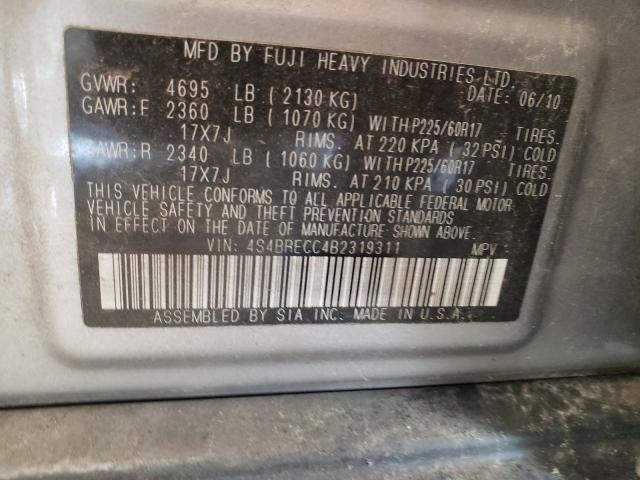 MFD BY FUJI HEAVY INDUSTRIES LTD.
GVWR: 4695 LB ( 2130 KG) DATE: 06/10
GAWR:F 2360 LB ( 1070 KG) WITHP225/60R17 TIRES.
17X7J RIMS. AT 220 KPA ( 32 PSI) COLD
GAWR:R 2340 LB ( 1060 KG) WITHP225/60R17 TIRES.
17X7J RIMS. AT 210 KPA ( 30 PSI) COLD
THIS VEHICLE CONFORMS TO ALL APPLICABLE FEDERAL MOTOR
VEHICLE SAFETY AND THEFT PREVENTION STANDARDS
IN EFFECT ON THE DATE OF MANUFACTURE SHOWN ABOVE.
VIN: 4S4BRECC4B2319311 MPV
ASSEMBLED BY SIA INC. MADE IN U.S.A.